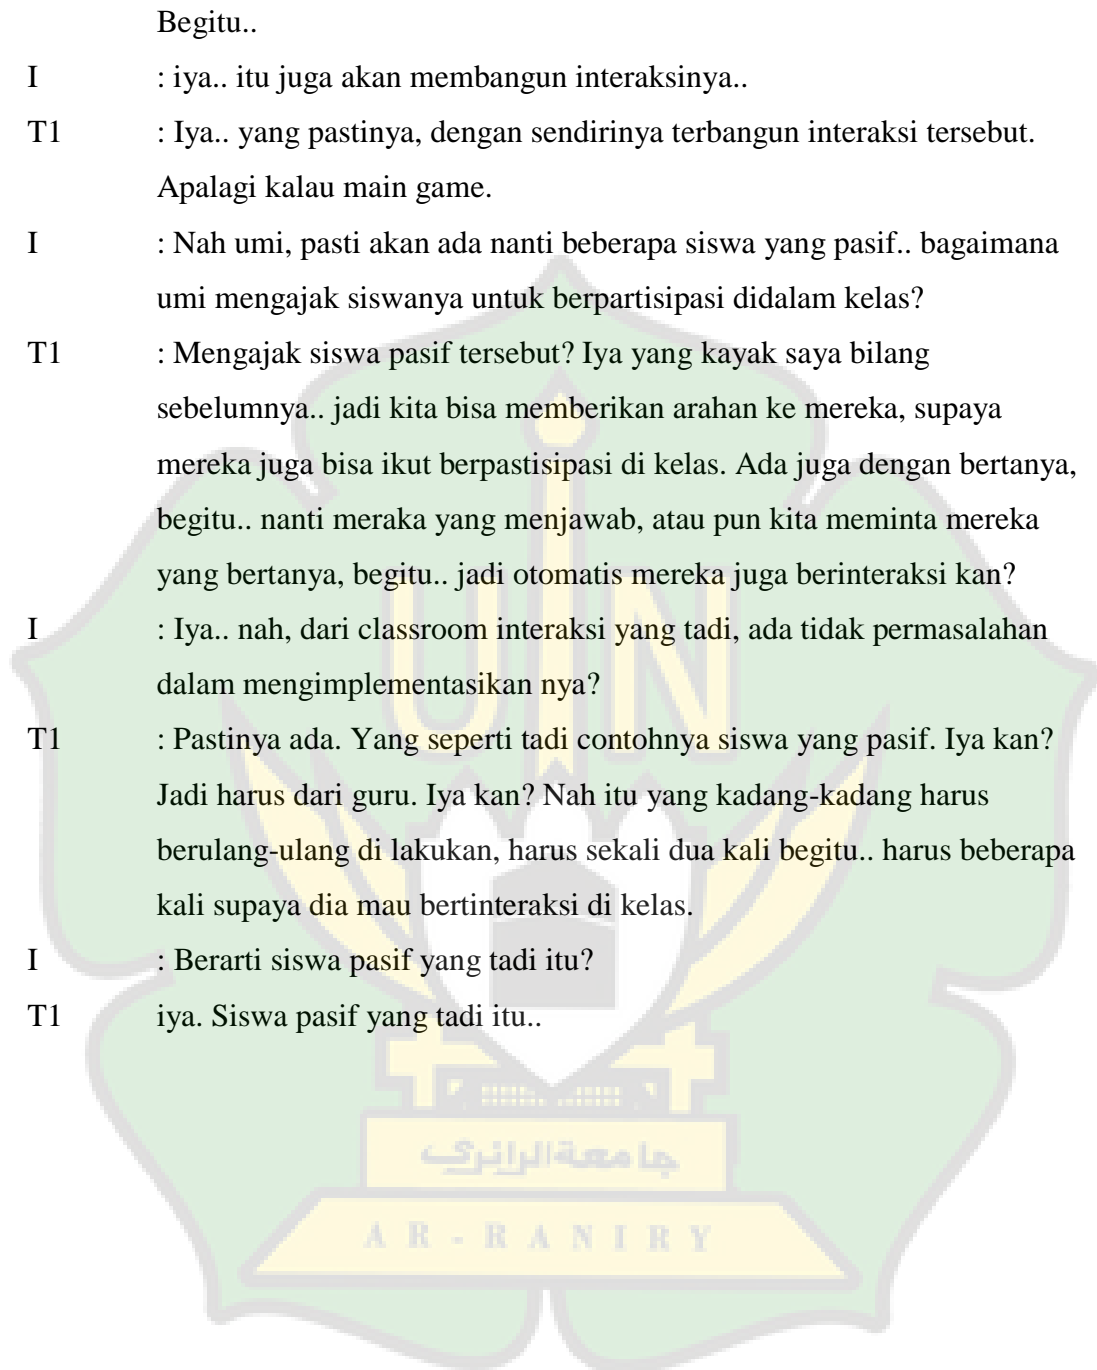 Begitu..
I : iya.. itu juga akan membangun interaksinya..
T1 : Iya.. yang pastinya, dengan sendirinya terbangun interaksi tersebut.
Apalagi kalau main game.
I : Nah umi, pasti akan ada nanti beberapa siswa yang pasif.. bagaimana
umi mengajak siswanya untuk berpartisipasi didalam kelas?
T1 : Mengajak siswa pasif tersebut? Iya yang kayak saya bilang
sebelumnya.. jadi kita bisa memberikan arahan ke mereka, supaya
mereka juga bisa ikut berpastisipasi di kelas. Ada juga dengan bertanya,
begitu.. nanti meraka yang menjawab, atau pun kita meminta mereka
yang bertanya, begitu.. jadi otomatis mereka juga berinteraksi kan?
I : Iya.. nah, dari classroom interaksi yang tadi, ada tidak permasalahan
dalam mengimplementasikan nya?
T1 : Pastinya ada. Yang seperti tadi contohnya siswa yang pasif. Iya kan?
Jadi harus dari guru. Iya kan? Nah itu yang kadang-kadang harus
berulang-ulang di lakukan, harus sekali dua kali begitu.. harus beberapa
kali supaya dia mau bertinteraksi di kelas.
I : Berarti siswa pasif yang tadi itu?
T1 iya. Siswa pasif yang tadi itu..
UIN
جامعة الرانري
AR-RANIRY